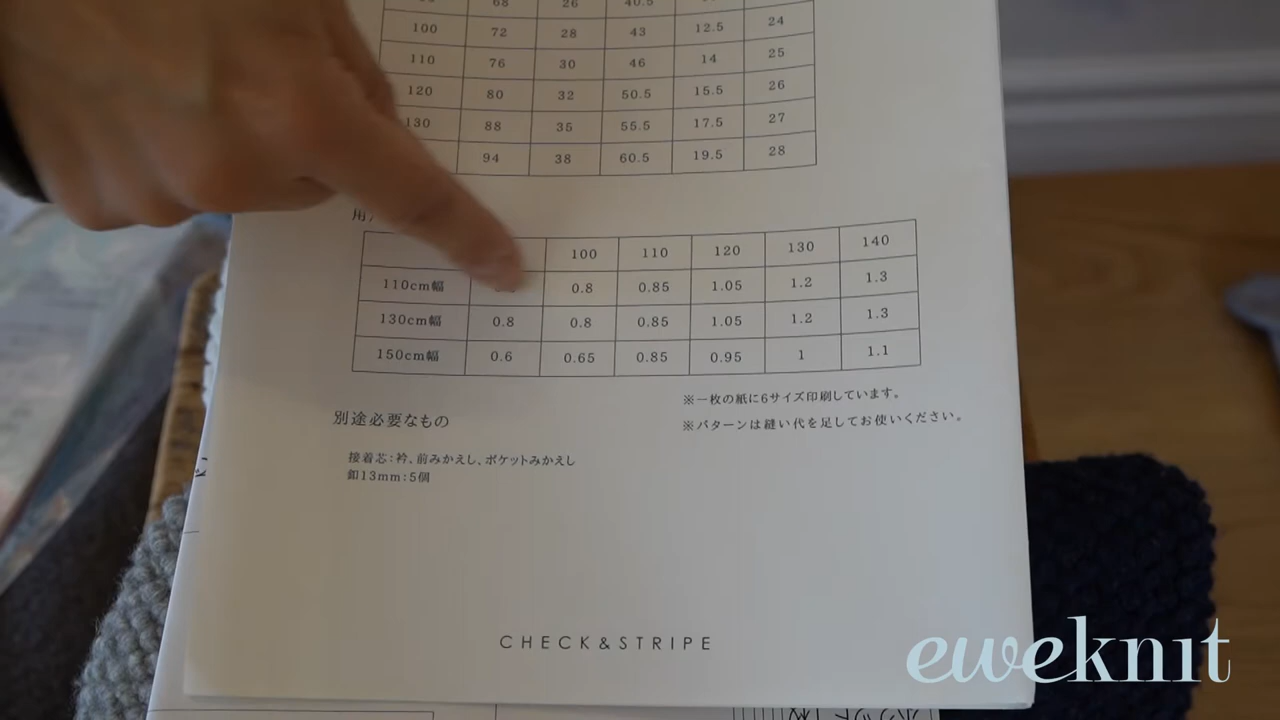 68 26 40.5
100 72 28 43 12.5 24
110 76 30 46 14 25
120 80 32 50.5 15.5 26
130 88 35 55.5 17.5 27
94 38 60.5 19.5 28
用
100 110 120 130 140
110cm幅 0.8 0.85 1.05 1.2 1.3
130cm幅 0.8 0.8 0.85 1.05 1.2 1.3
150cm幅 0.6 0.65 0.85 0.95 1 1.1
※一枚の紙に6サイズ印刷しています。
※パターンは縫い代を足してお使いください。
別途必要なもの
接着芯:衿、前みかえし、ポケットみかえし
釦13mm:5個
CHECK&STRIPE
eweknit